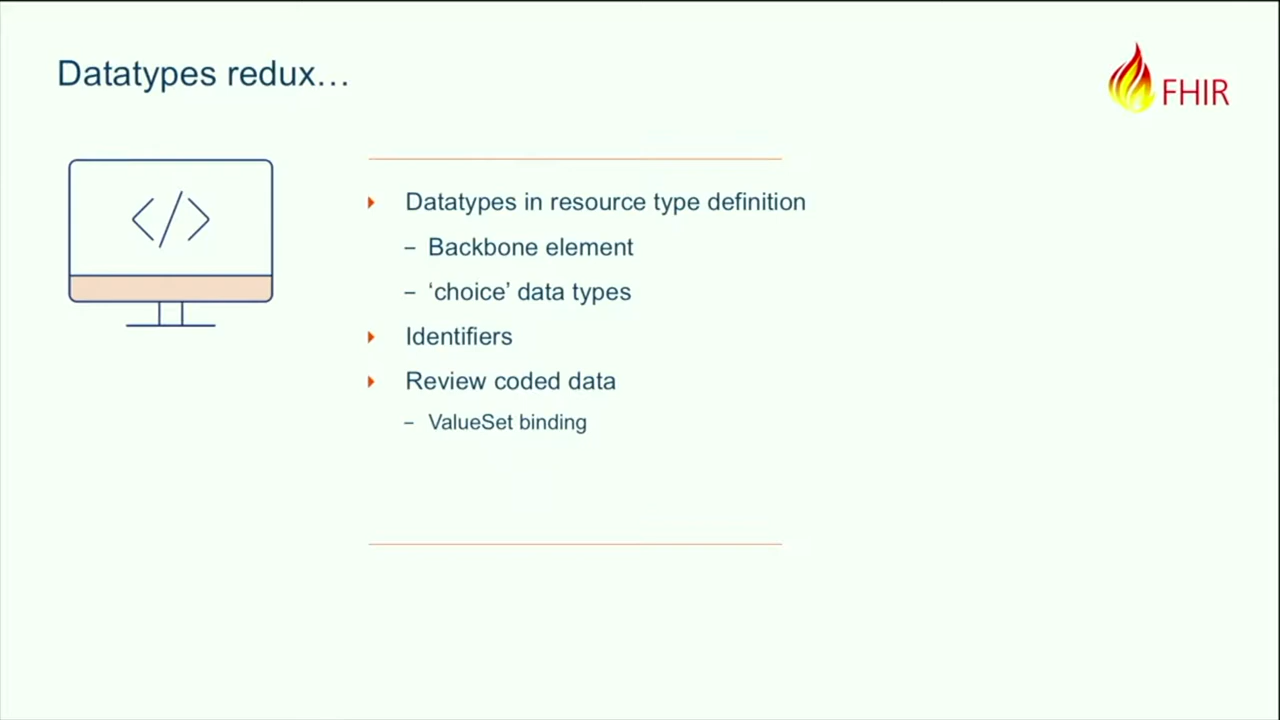 Datatypes redux…
FHIR
</>
Datatypes in resource type definition
– Backbone element
– ‘choice’ data types
Identifiers
Review coded data
– ValueSet binding